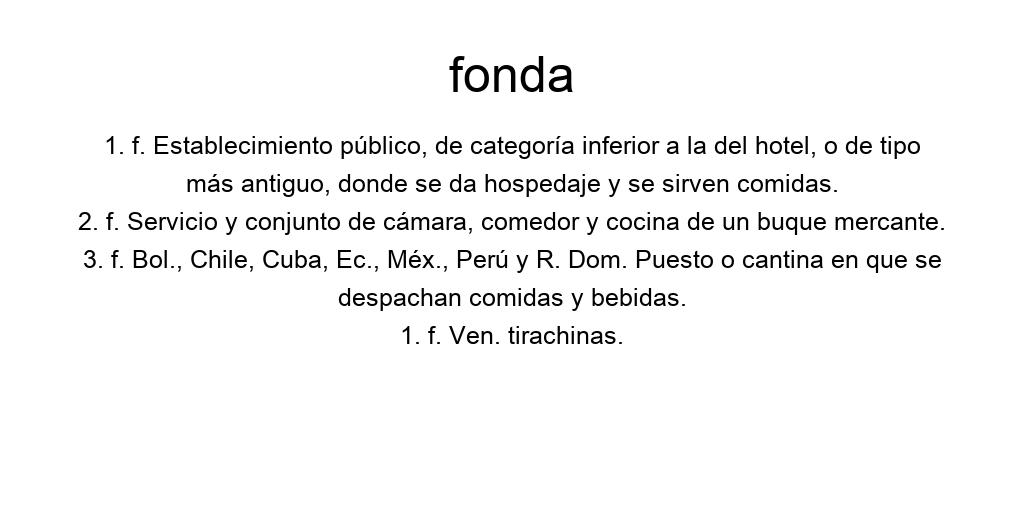 fonda
1. f. Establecimiento público, de categoría inferior a la del hotel, o de tipo
más antiguo, donde se da hospedaje y se sirven comidas.
2. f. Servicio y conjunto de cámara, comedor y cocina de un buque mercante.
3. f. Bol., Chile, Cuba, Ec., Méx., Perú y R. Dom. Puesto o cantina en que se
despachan comidas y bebidas.
1. f. Ven. tirachinas.